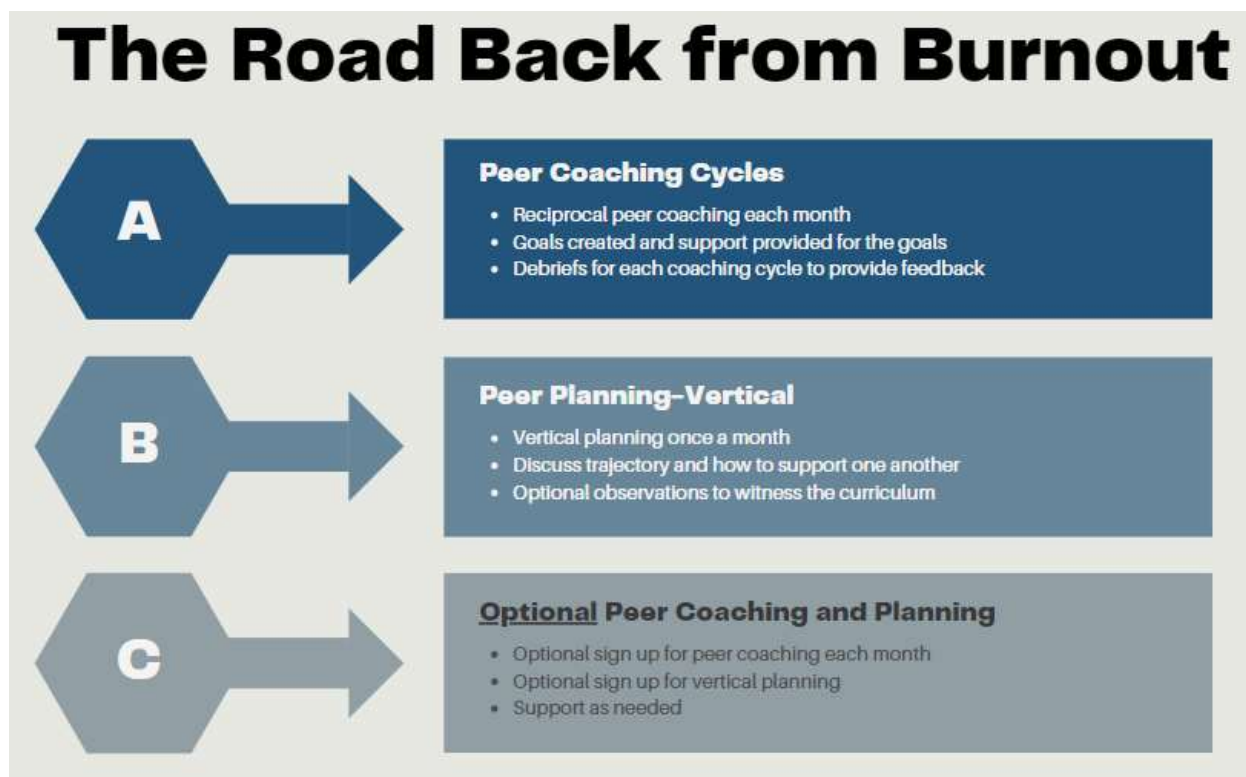 The Road Back from Burnout
A
Peer Coaching Cycles
• Reciprocal peer coaching each month
• Goals created and support provided for the goals
• Debriefs for each coaching cycle to provide feedback
B
Peer Planning–Vertical
• Vertical planning once a month
• Discuss trajectory and how to support one another
• Optional observations to witness the curriculum
C
Optional Peer Coaching and Planning
• Optional sign up for peer coaching each month
• Optional sign up for vertical planning
• Support as needed